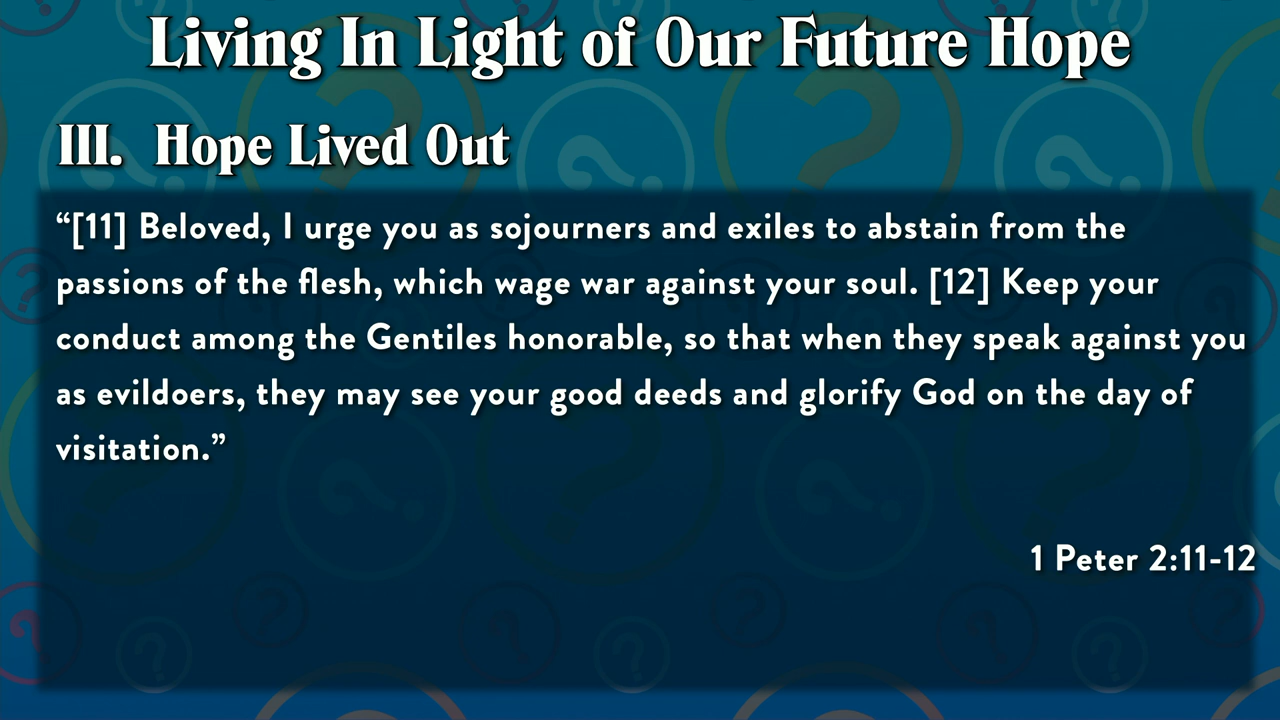 Living In Light of Our Future Hope
III. Hope Lived Out
“[11] Beloved, I urge you as sojourners and exiles to abstain from the
passions of the flesh, which wage war against your soul. [12] Keep your
conduct among the Gentiles honorable, so that when they speak against you
as evildoers, they may see your good deeds and glorify God on the day of
visitation.”
1 Peter 2:11-12